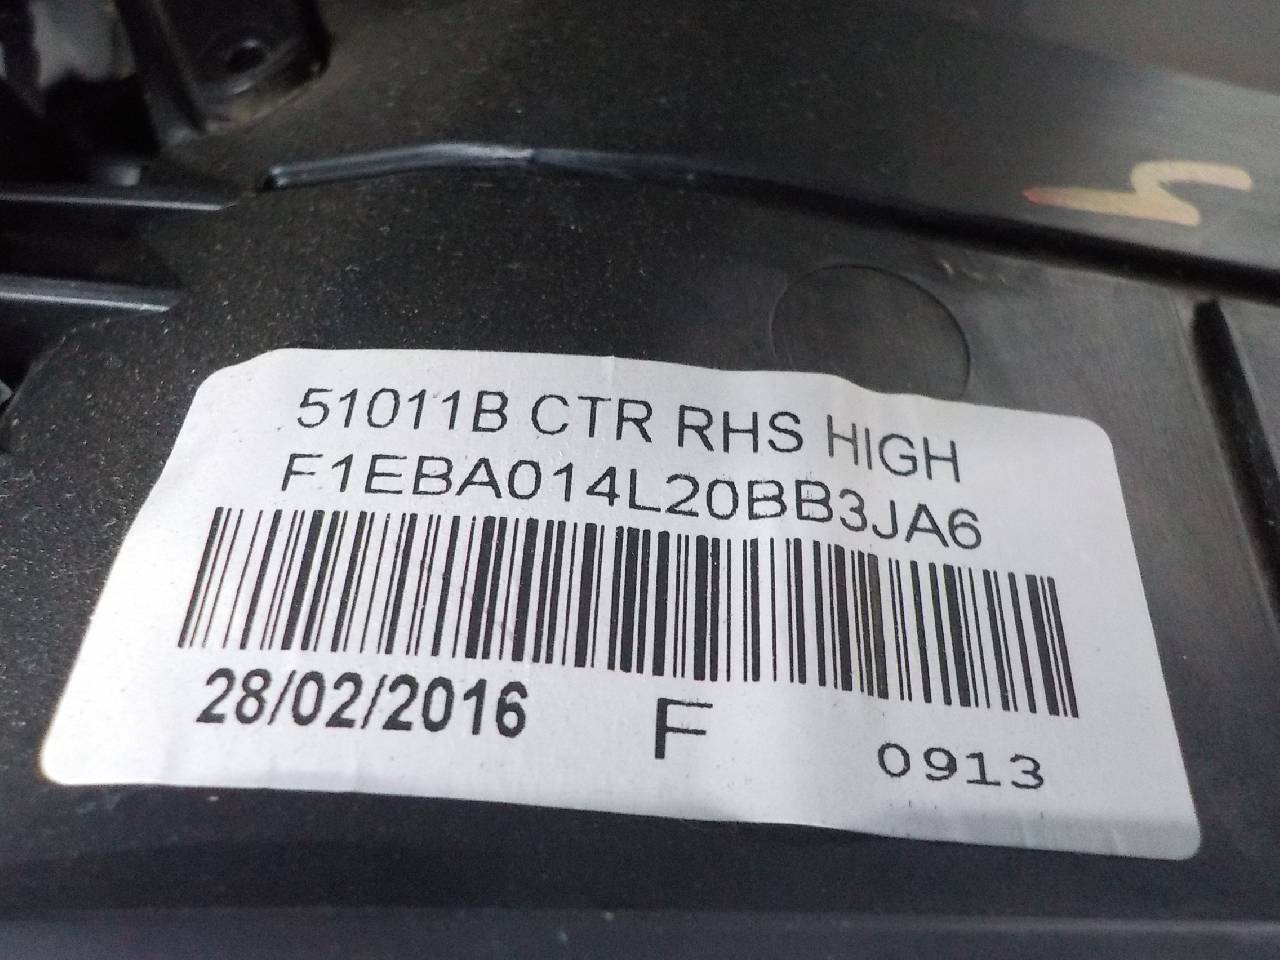 51011B CTR RHS HIGH
F1EBA014L20BB3JA6
28/02/2016 F 0913